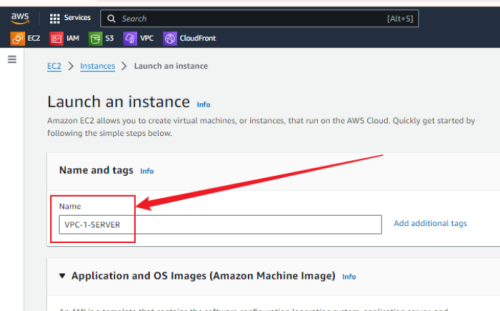 aws Services Search [Alt+S]
EC2 IAM S3 VPC CloudFront
EC2 > Instances > Launch an instance
Launch an instance Info
Amazon EC2 allows you to create virtual machines, or instances, that run on the AWS Cloud. Quickly get started by
following the simple steps below.
Name and tags Info
Name
VPC-1-SERVER
Add additional tags
Application and OS Images (Amazon Machine Image) Info